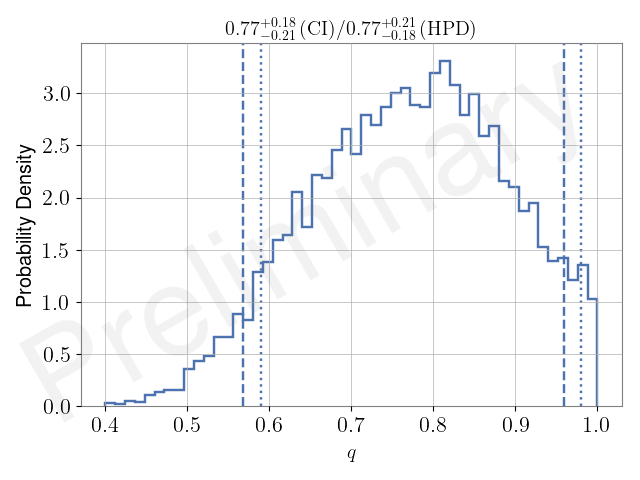 0.77^{+0.18}_{-0.21}(CI)/0.77^{+0.21}_{-0.18}(HPD)
Probability Density
3.0
2.5
2.0
1.5
1.0
0.5
0.0
0.4 0.5 0.6 0.7 0.8 0.9 1.0
q
Preliminary